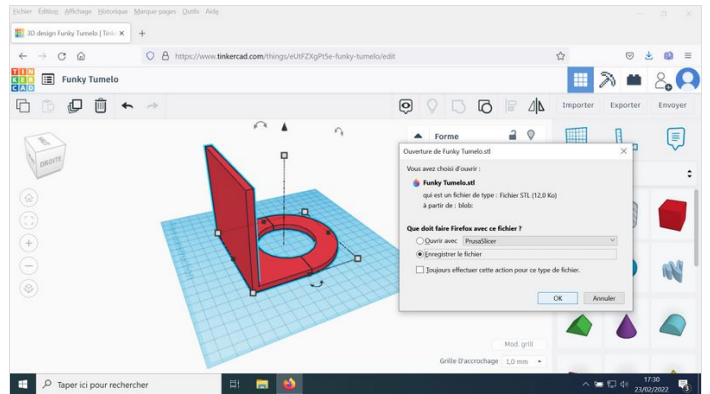 Fichier Édition Affichage Historique Marque-pages Outils Aide
3D design Funky Tumelo | Tink
https://www.tinkercad.com/things/eUtFZXgPt5e-funky-tumelo/edit
TIN
KER
CAD
Funky Tumelo
Importer Exporter Envoyer
Forme
DROITE
Ouverture de Funky Tumelo.stl
Vous avez choisi d'ouvrir :
Funky Tumelo.stl
qui est un fichier de type : Fichier STL (12,0 Ko)
à partir de : blob:
Que doit faire Firefox avec ce fichier ?
Ouvrir avec PrusaSlicer
Enregistrer le fichier
Toujours effectuer cette action pour ce type de fichier.
OK Annuler
Mod. grill
Grille D'accrochage 1,0 mm
Taper ici pour rechercher
17:30
23/02/2022